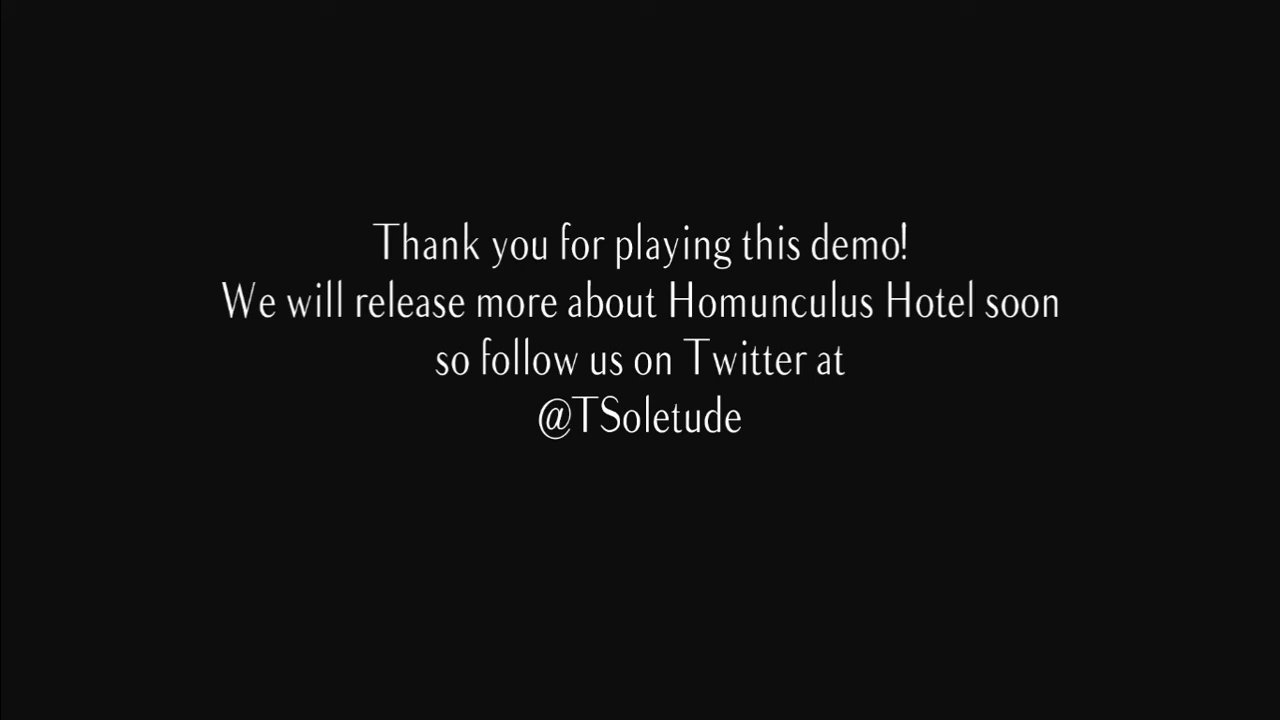 Thank you for playing this demo!
We will release more about Homunculus Hotel soon
so follow us on Twitter at
@TSoletude